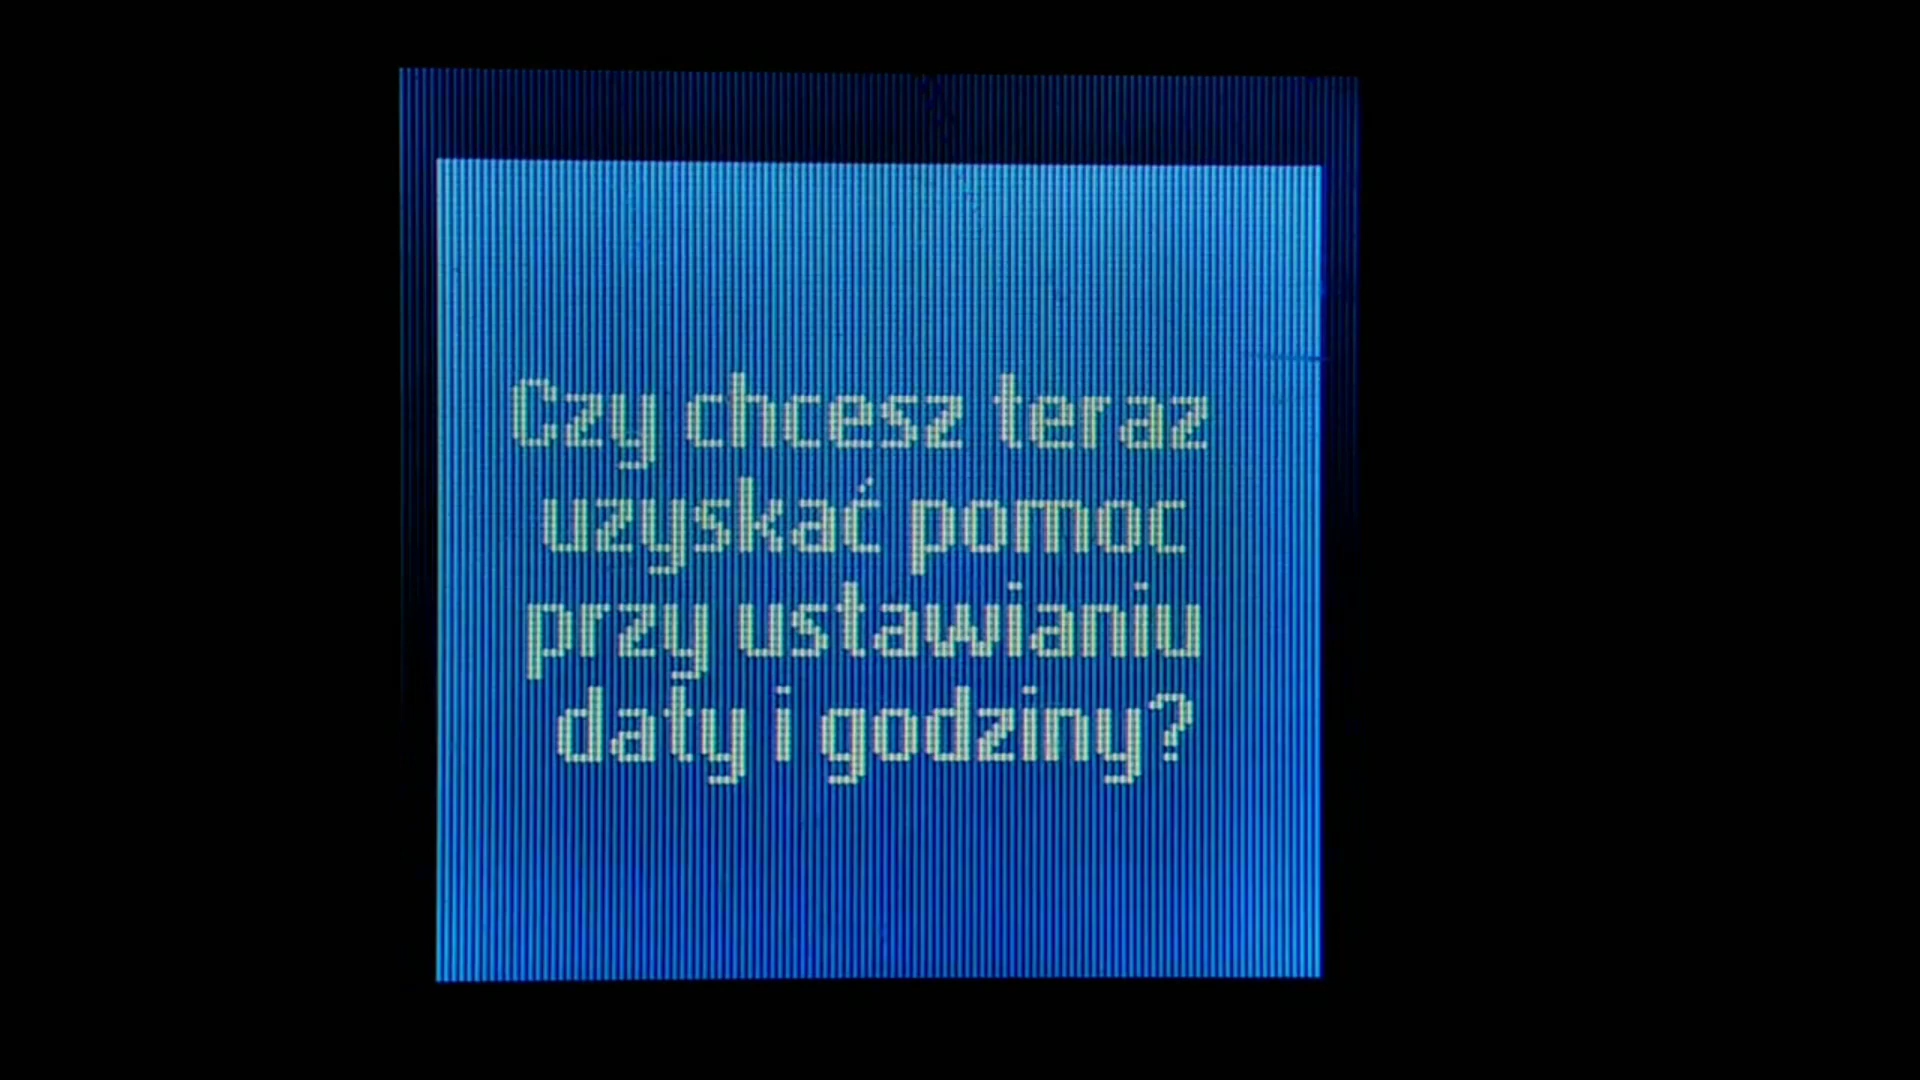 Czy chcesz teraz
uzyskać pomoc
przy ustawianiu
daty i godziny?